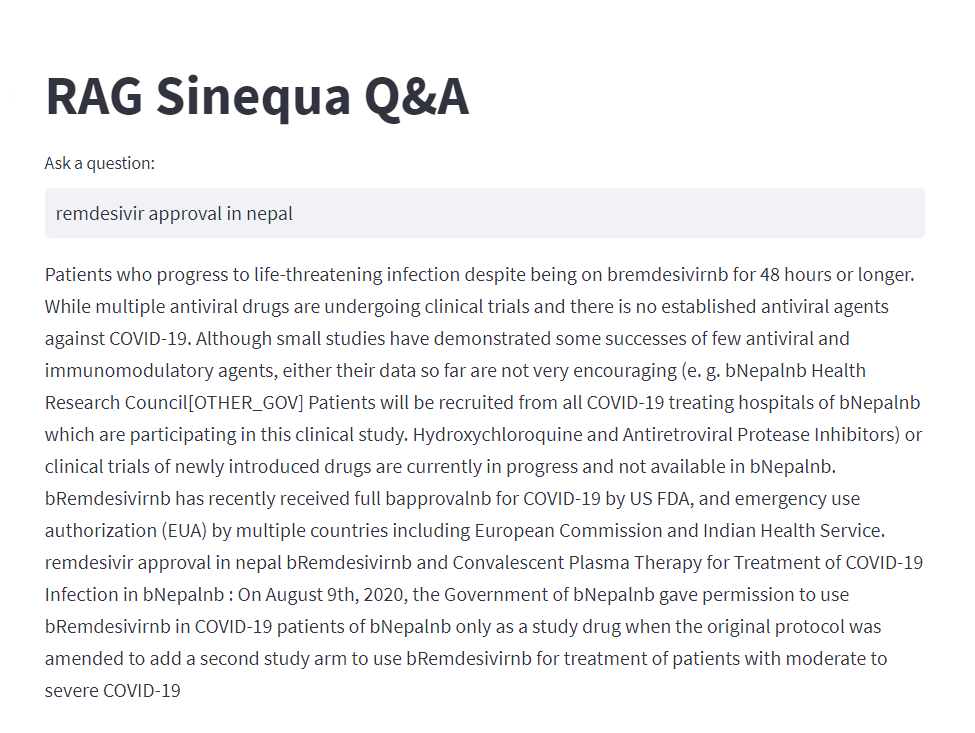 RAG Sinequa Q&A
Ask a question:
remdesivir approval in nepal
Patients who progress to life-threatening infection despite being on bremdesivirnb for 48 hours or longer.
While multiple antiviral drugs are undergoing clinical trials and there is no established antiviral agents
against COVID-19. Although small studies have demonstrated some successes of few antiviral and
immunomodulatory agents, either their data so far are not very encouraging (e. g. bNepalnb Health
Research Council[OTHER_GOV] Patients will be recruited from all COVID-19 treating hospitals of bNepalnb
which are participating in this clinical study. Hydroxychloroquine and Antiretroviral Protease Inhibitors) or
clinical trials of newly introduced drugs are currently in progress and not available in bNepalnb.
bRemdesivirnb has recently received full bapprovalnb for COVID-19 by US FDA, and emergency use
authorization (EUA) by multiple countries including European Commission and Indian Health Service.
remdesivir approval in nepal bRemdesivirnb and Convalescent Plasma Therapy for Treatment of COVID-19
Infection in bNepalnb : On August 9th, 2020, the Government of bNepalnb gave permission to use
bRemdesivirnb in COVID-19 patients of bNepalnb only as a study drug when the original protocol was
amended to add a second study arm to use bRemdesivirnb for treatment of patients with moderate to
severe COVID-19